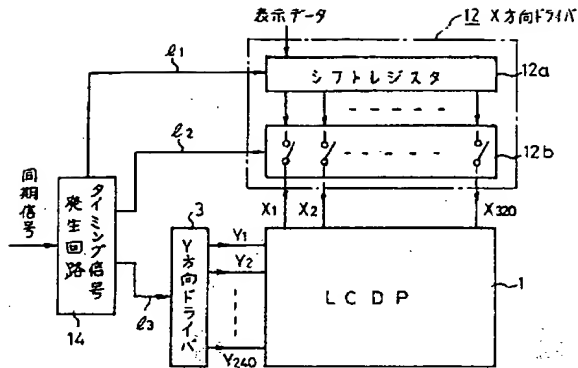 表示データ
12 X方向ドライバ
ℓ1
シフトレジスタ
12a
ℓ2
12b
同期信号
タイミング信号
発生回路
14
X1 X2 X320
3
Y方向ドライバ
Y1
Y2
Y240
ℓ3
LCDP
1